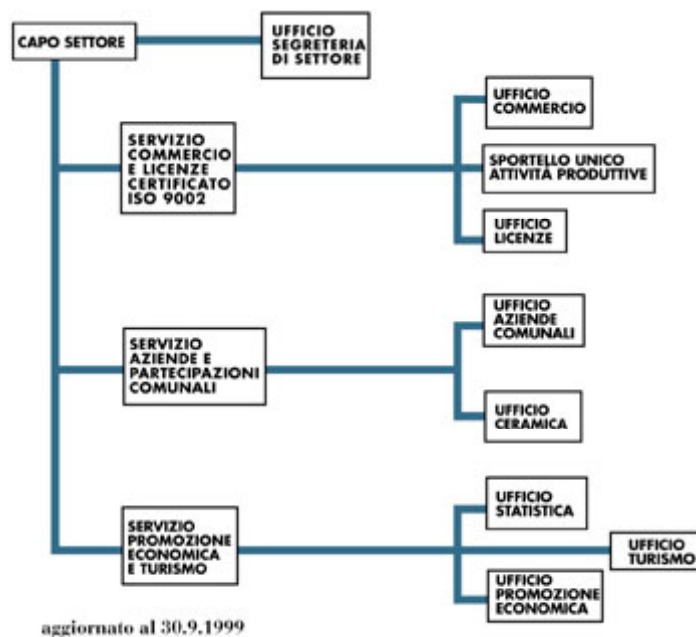 CAPO SETTORE
UFFICIO
SEGRETERIA
DI SETTORE
SERVIZIO
COMMERCIO
E LICENZE
CERTIFICATO
ISO 9002
UFFICIO
COMMERCIO
SPORTELLO UNICO
ATTIVITÀ PRODUTTIVE
UFFICIO
LICENZE
SERVIZIO
AZIENDE E
PARTECIPAZIONI
COMUNALI
UFFICIO
AZIENDE
COMUNALI
UFFICIO
CERAMICA
SERVIZIO
PROMOZIONE
ECONOMICA
E TURISMO
UFFICIO
STATISTICA
UFFICIO
TURISMO
UFFICIO
PROMOZIONE
ECONOMICA
aggiornato al 30.9.1999